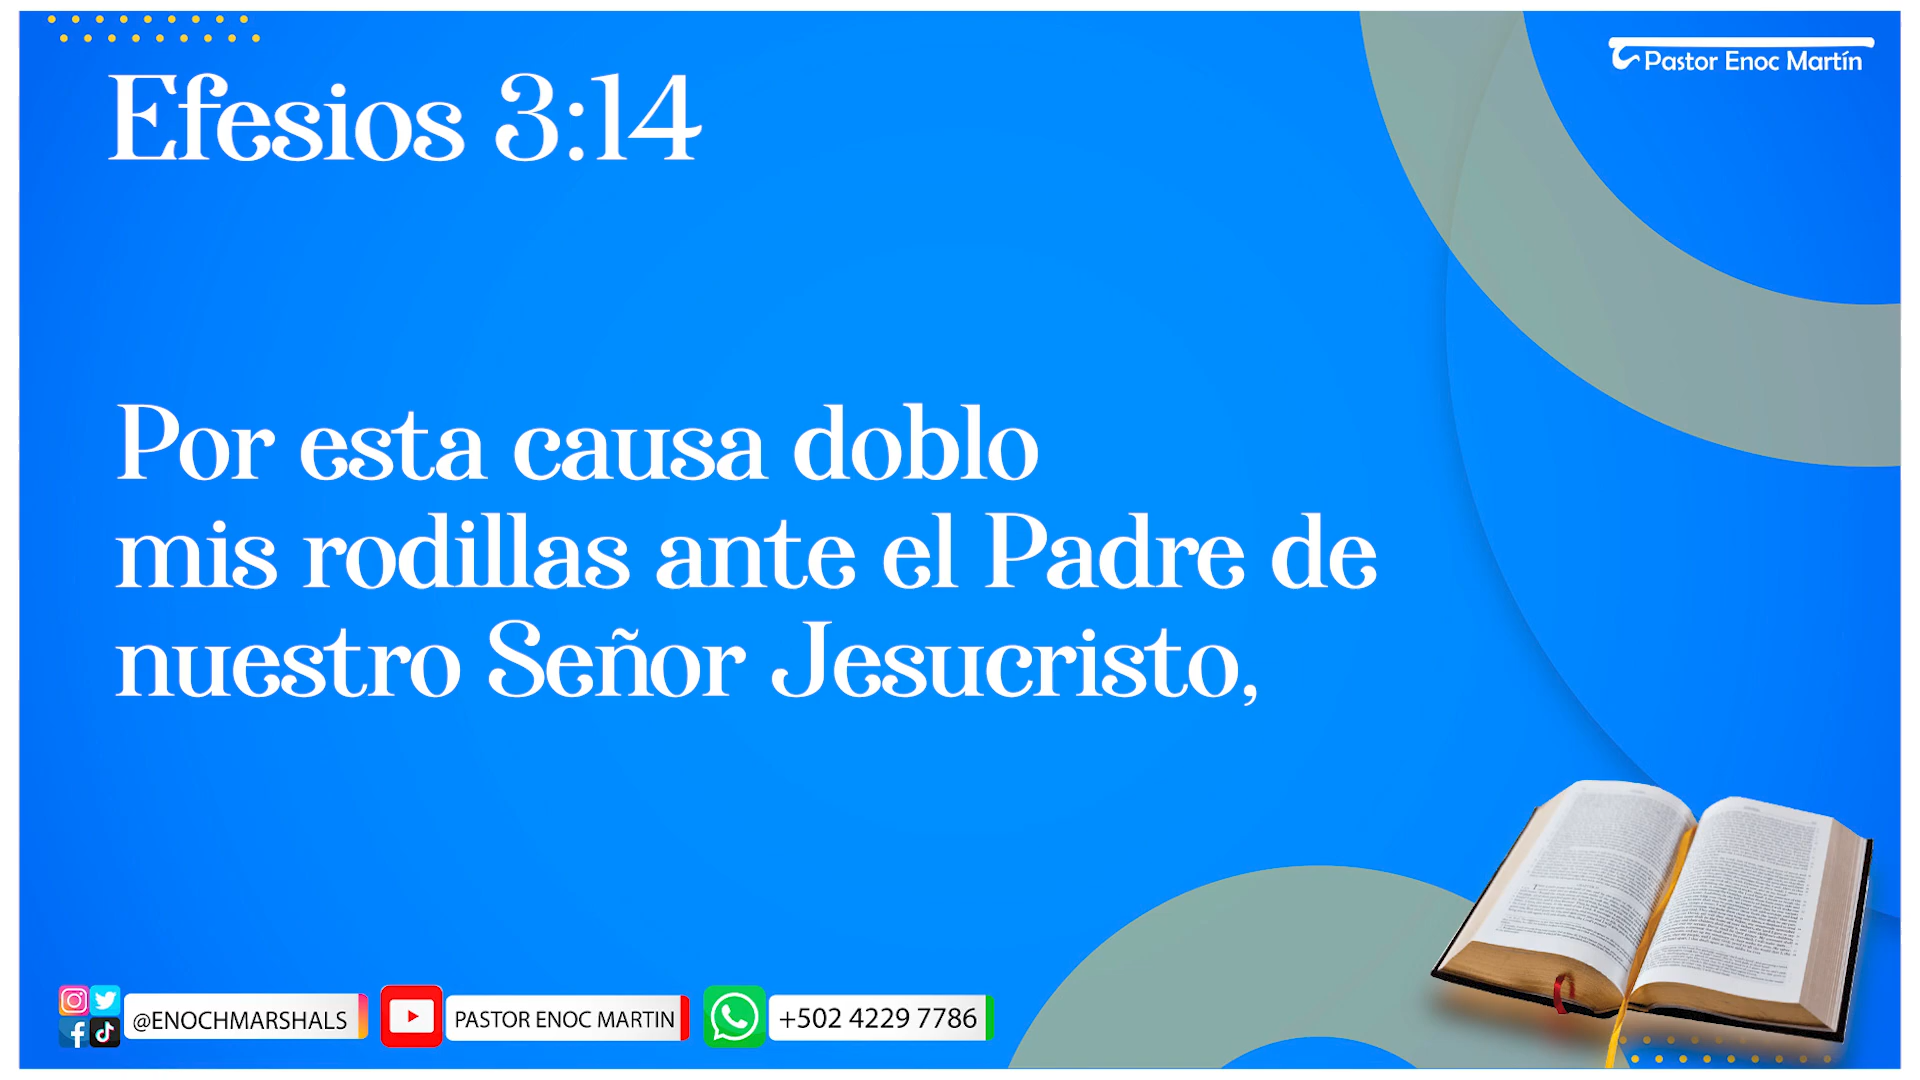 Pastor Enoc Martín
Efesios 3:14
Por esta causa doblo
mis rodillas ante el Padre de
nuestro Señor Jesucristo,
@ENOCHMARSHALS
PASTOR ENOC MARTIN
+502 4229 7786